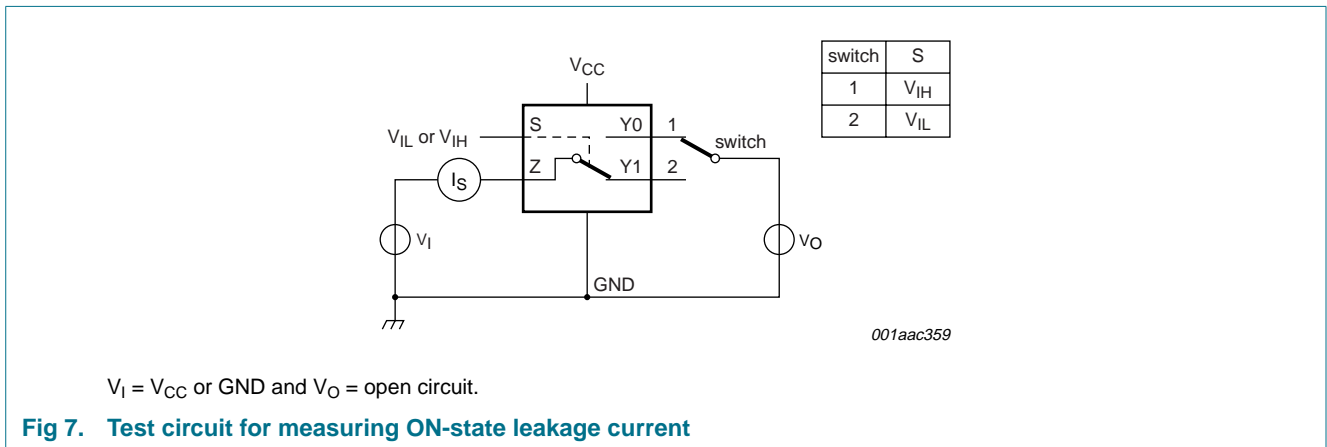 switch S
1 VIH
2 VIL
VCC
VIL or VIH
S
Y0
1
switch
Z
Y1
2
IS
VI
VO
GND
001aac359
VI = VCC or GND and VO = open circuit.
Fig 7. Test circuit for measuring ON-state leakage current